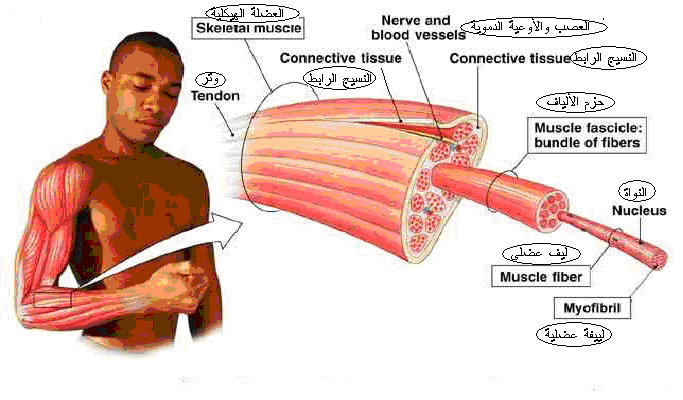 العضلة الهيكلية
Skeletal muscle
Nerve and
blood vessels
العصب والأوعية الدموية
Connective tissue
النسيج الرابط
Connective tissue
النسيج الرابط
وتر
Tendon
حزم الألياف
Muscle fascicle:
bundle of fibers
النواة
Nucleus
ليف عضلي
Muscle fiber
Myofibril
لييفة عضلية